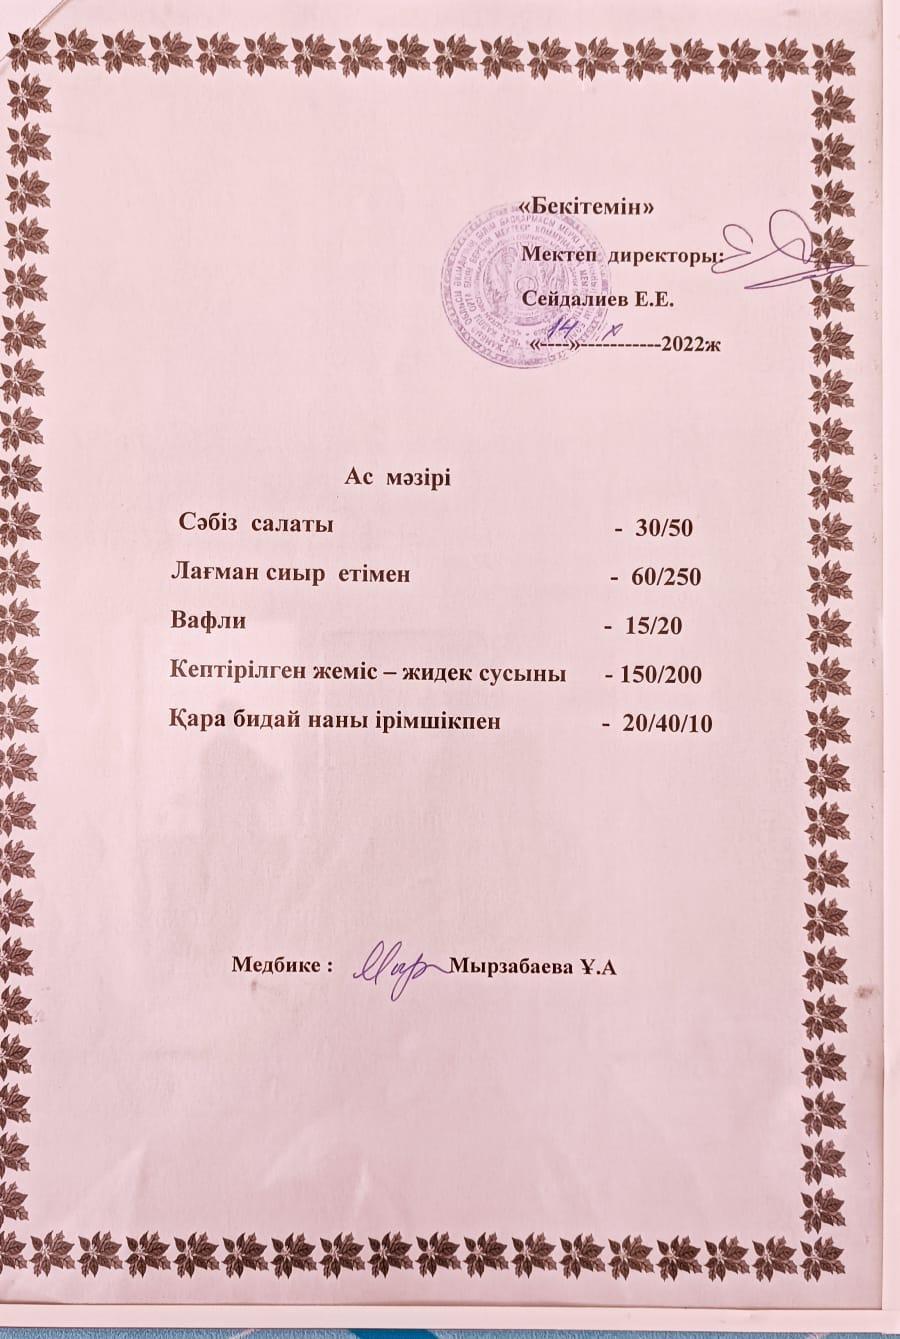 «Бекітемін»
Мектеп директоры:
Сейдалиев Е.Е.
«-14-»-----------2022ж
Ас мәзірі
Сәбіз салаты - 30/50
Лағман сиыр етімен - 60/250
Вафли - 15/20
Кептірілген жеміс – жидек сусыны - 150/200
Қара бидай наны ірімшікпен - 20/40/10
Медбике : Мырзабаева Ұ.А